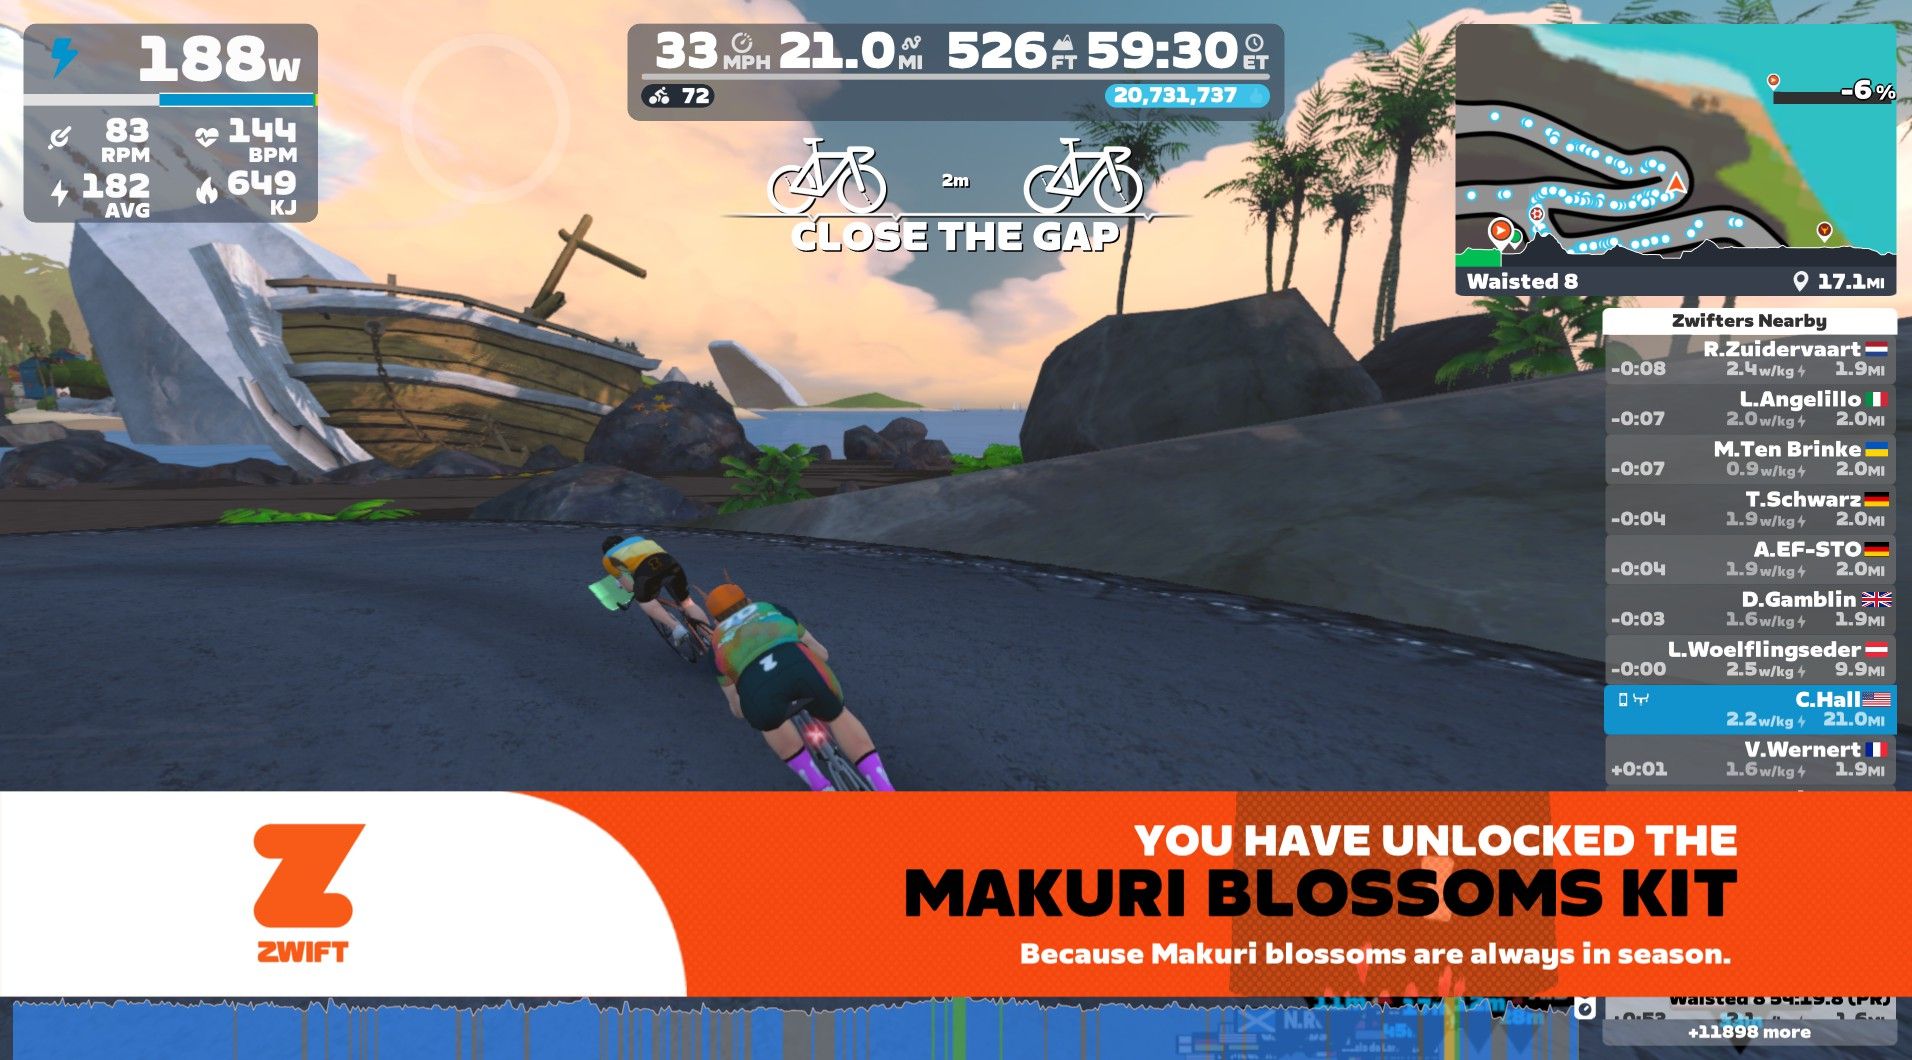 188w
83 RPM
144 BPM
182 AVG
649 KJ
33 MPH 21.0 MI 526 FT 59:30 ET
72
20,731,737
2m
CLOSE THE GAP
-6%
Waisted 8
17.1MI
Zwifters Nearby
R.Zuidervaart
-0:08 2.4w/kg 1.9MI
L.Angelillo
-0:07 2.0w/kg 2.0MI
M.Ten Brinke
-0:07 0.9w/kg 2.0MI
T.Schwarz
-0:04 1.9w/kg 2.0MI
A.EF-STO
-0:04 1.9w/kg 2.0MI
D.Gamblin
-0:03 1.6w/kg 1.9MI
L.Woelflingseder
-0:00 2.5w/kg 9.9MI
C.Hall
2.2w/kg 21.0MI
V.Wernert
+0:01 1.6w/kg 1.9MI
ZWIFT
YOU HAVE UNLOCKED THE
MAKURI BLOSSOMS KIT
Because Makuri blossoms are always in season.
Waisted 8 54:19.8 (PR)
+11898 more